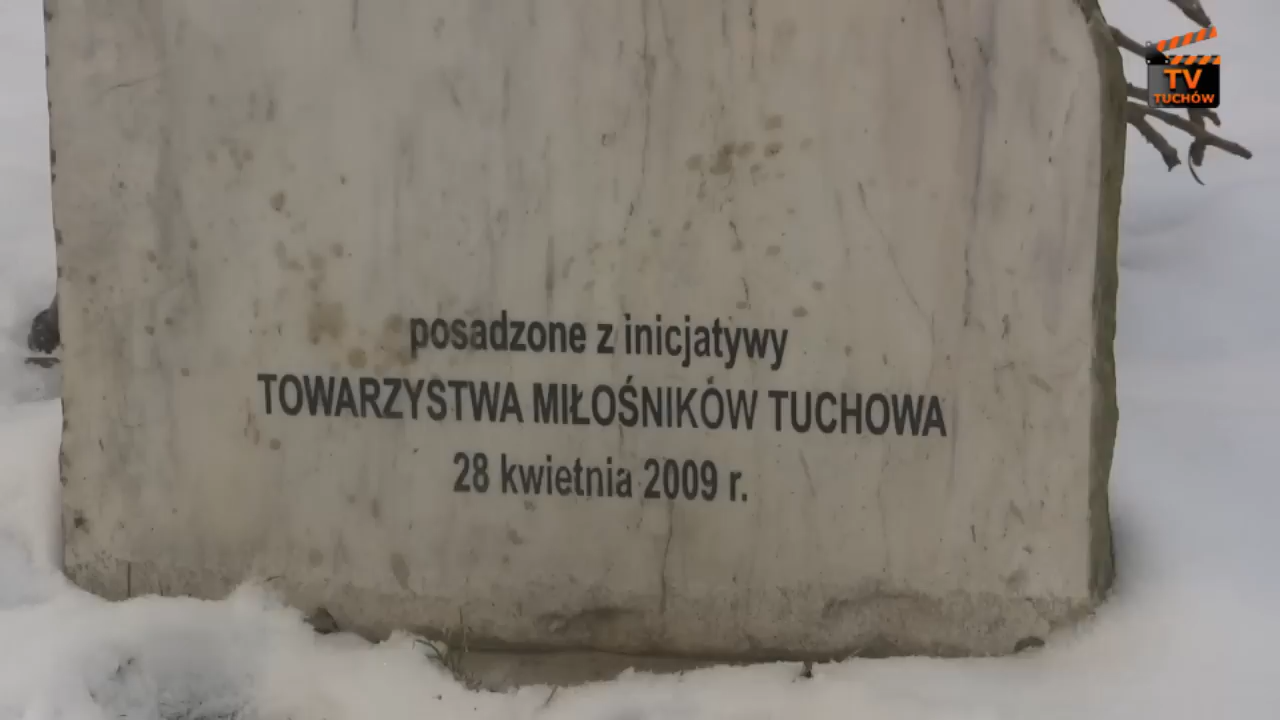 TV
TUCHÓW
posadzone z inicjatywy
TOWARZYSTWA MIŁOŚNIKÓW TUCHOWA
28 kwietnia 2009 r.